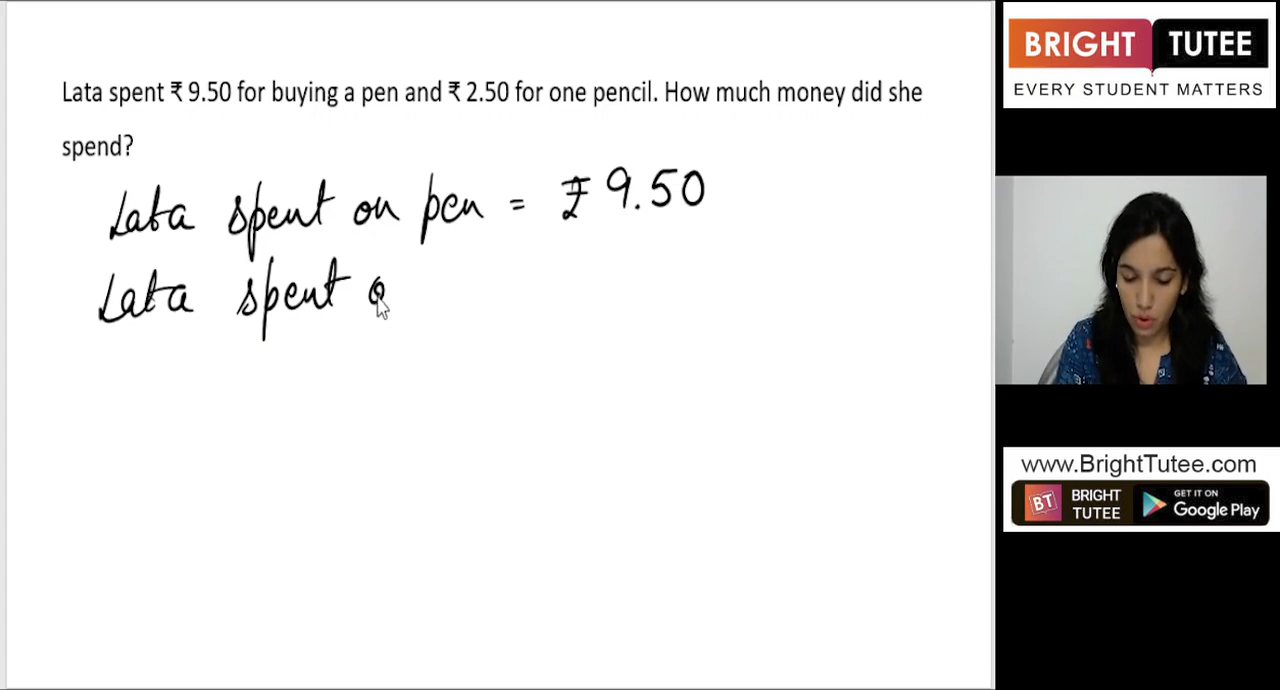 Lata spent ₹ 9.50 for buying a pen and ₹ 2.50 for one pencil. How much money did she
spend?
Lata spent on pen = ₹ 9.50
Lata spent o
BRIGHT TUTEE
EVERY STUDENT MATTERS
www.BrightTutee.com
BT BRIGHT TUTEE
GET IT ON
Google Play